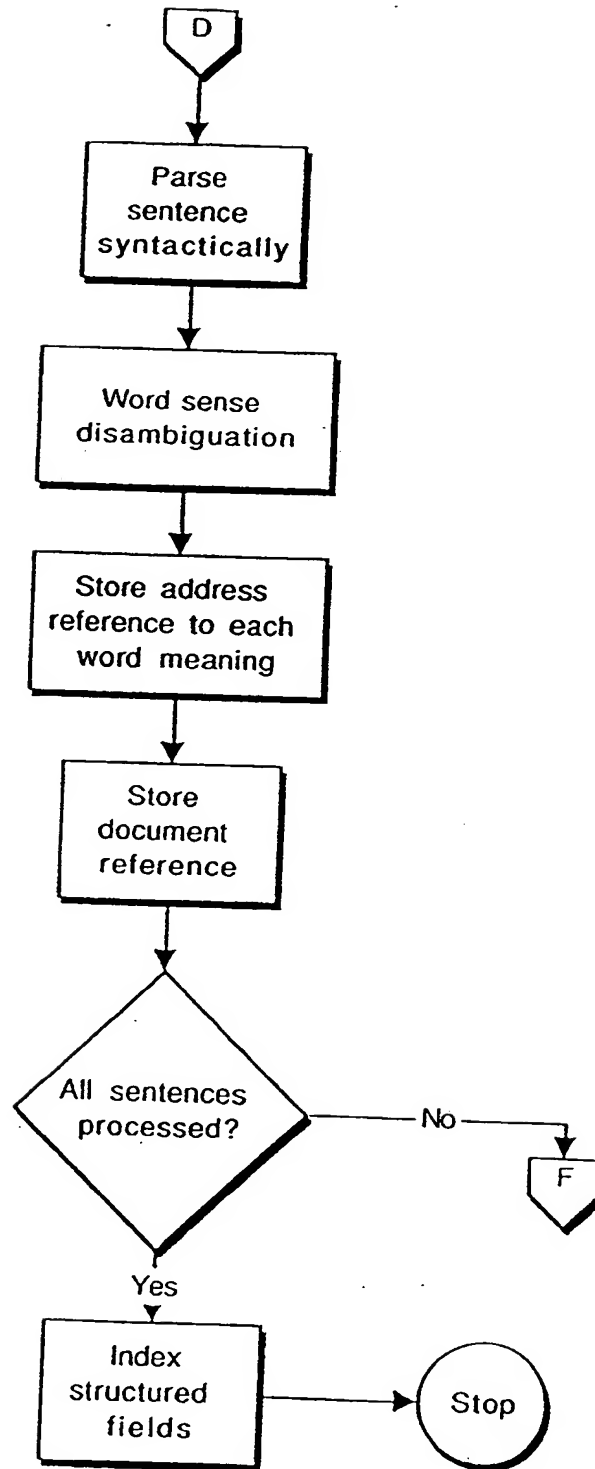 D
Parse
sentence
syntactically
Word sense
disambiguation
Store address
reference to each
word meaning
Store
document
reference
All sentences
processed?
No
F
Yes
Index
structured
fields
Stop